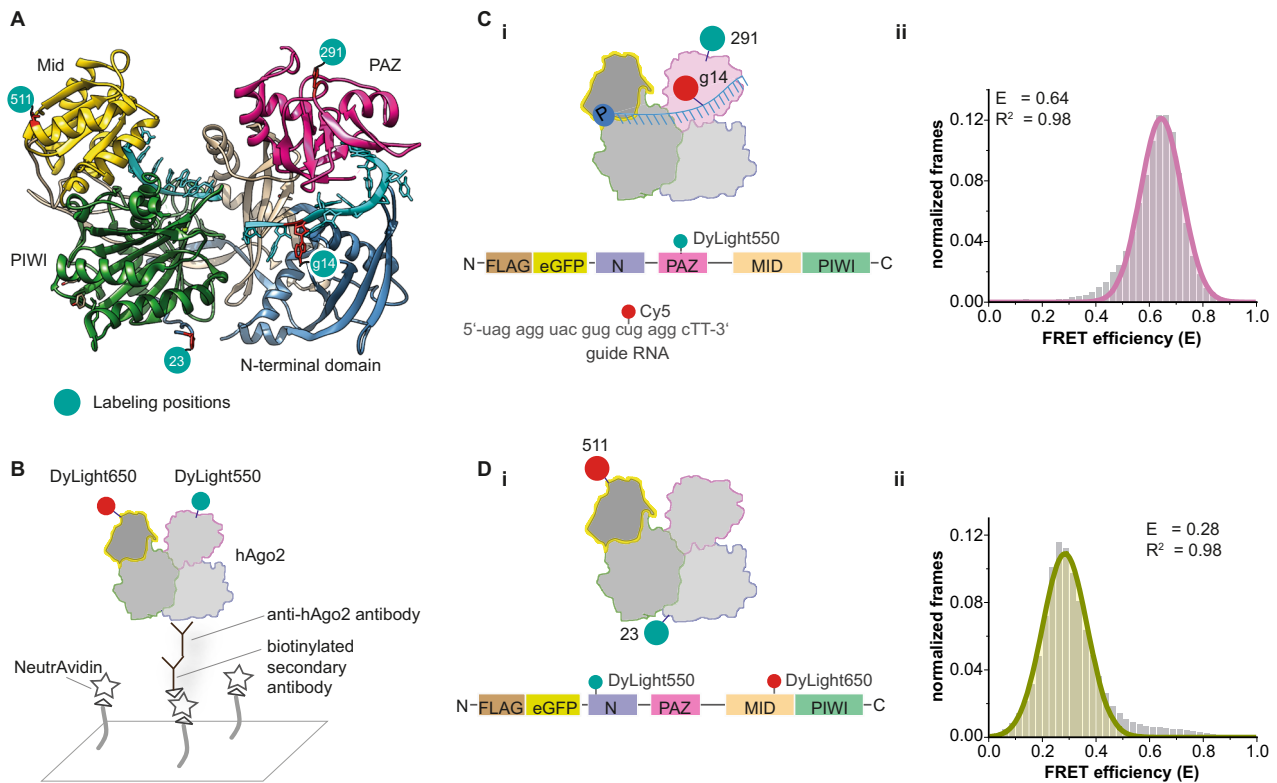 A
Mid
511
291
PAZ
PIWI
g14
23
N-terminal domain
Labeling positions
B
DyLight650
DyLight550
hAgo2
anti-hAgo2 antibody
NeutrAvidin
biotinylated
secondary
antibody
C
i
291
g14
P
DyLight550
N
FLAG
eGFP
N
PAZ
MID
PIWI
C
Cy5
5‘-uag agg uac gug cug agg cTT-3‘
guide RNA
ii
E = 0.64
R² = 0.98
normalized frames
0.12
0.08
0.04
0.00
0.0
0.2
0.4
0.6
0.8
1.0
FRET efficiency (E)
D
i
511
23
DyLight550
DyLight650
N
FLAG
eGFP
N
PAZ
MID
PIWI
C
ii
E = 0.28
R² = 0.98
normalized frames
0.12
0.08
0.04
0.00
0.0
0.2
0.4
0.6
0.8
1.0
FRET efficiency (E)